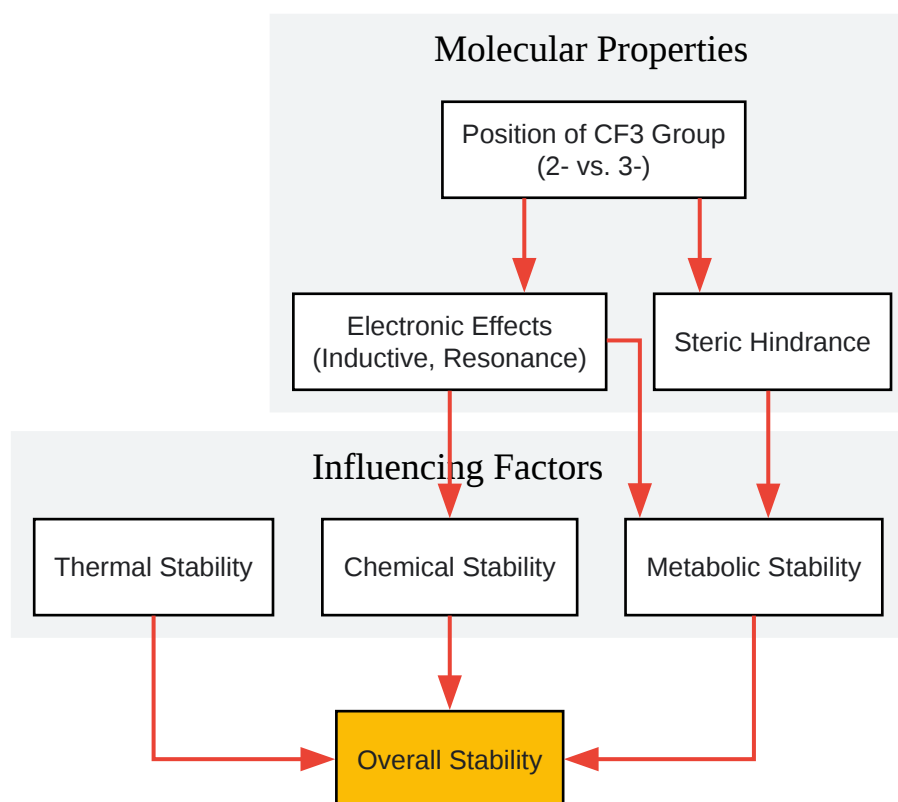 Molecular Properties
Position of CF3 Group
(2- vs. 3-)
Electronic Effects
(Inductive, Resonance)
Steric Hindrance
Influencing Factors
Thermal Stability
Chemical Stability
Metabolic Stability
Overall Stability